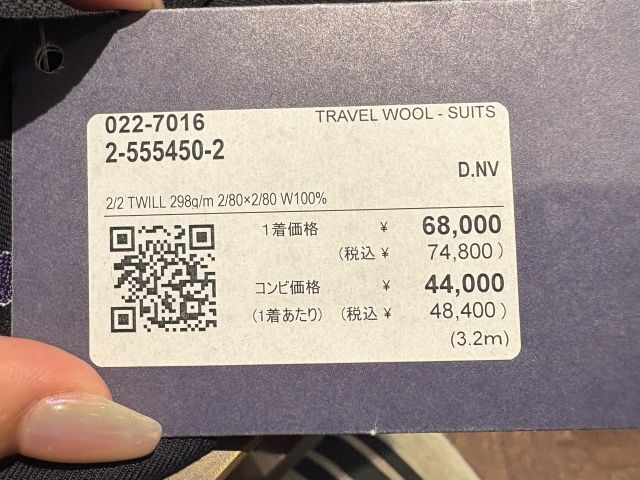 022-7016
TRAVEL WOOL - SUITS
2-555450-2
D.NV
2/2 TWILL 298g/m 2/80×2/80 W100%
1着価格 ¥ 68,000
(税込 ¥ 74,800)
コンビ価格 ¥ 44,000
(1着あたり) (税込 ¥ 48,400)
(3.2m)